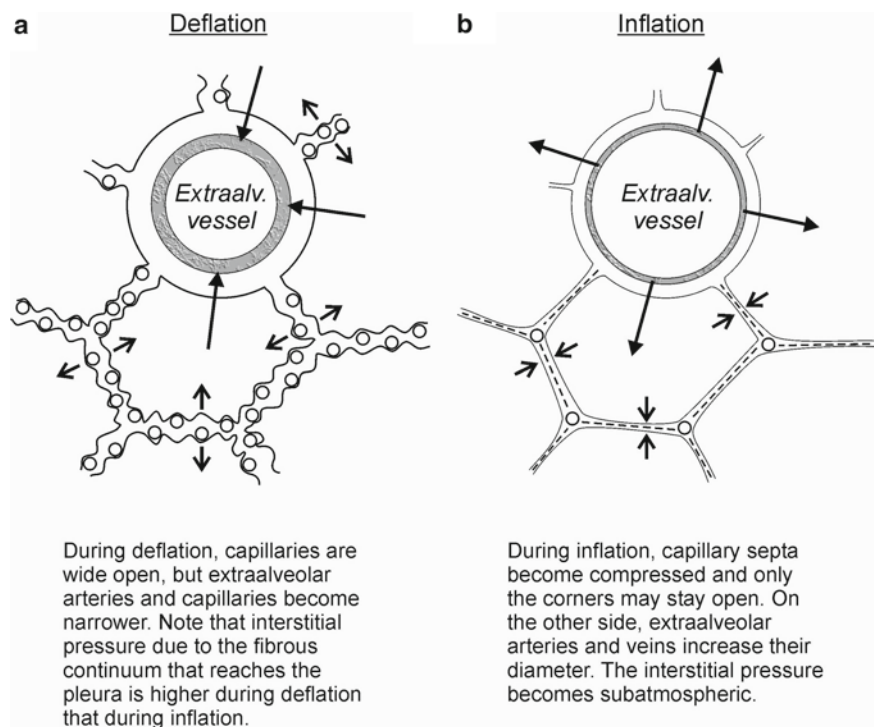 a
Deflation
b
Inflation
Extraalv.
vessel
Extraalv.
vessel
During deflation, capillaries are
wide open, but extraalveolar
arteries and capillaries become
narrower. Note that interstitial
pressure due to the fibrous
continuum that reaches the
pleura is higher during deflation
that during inflation.
During inflation, capillary septa
become compressed and only
the corners may stay open. On
the other side, extraalveolar
arteries and veins increase their
diameter. The interstitial pressure
becomes subatmospheric.